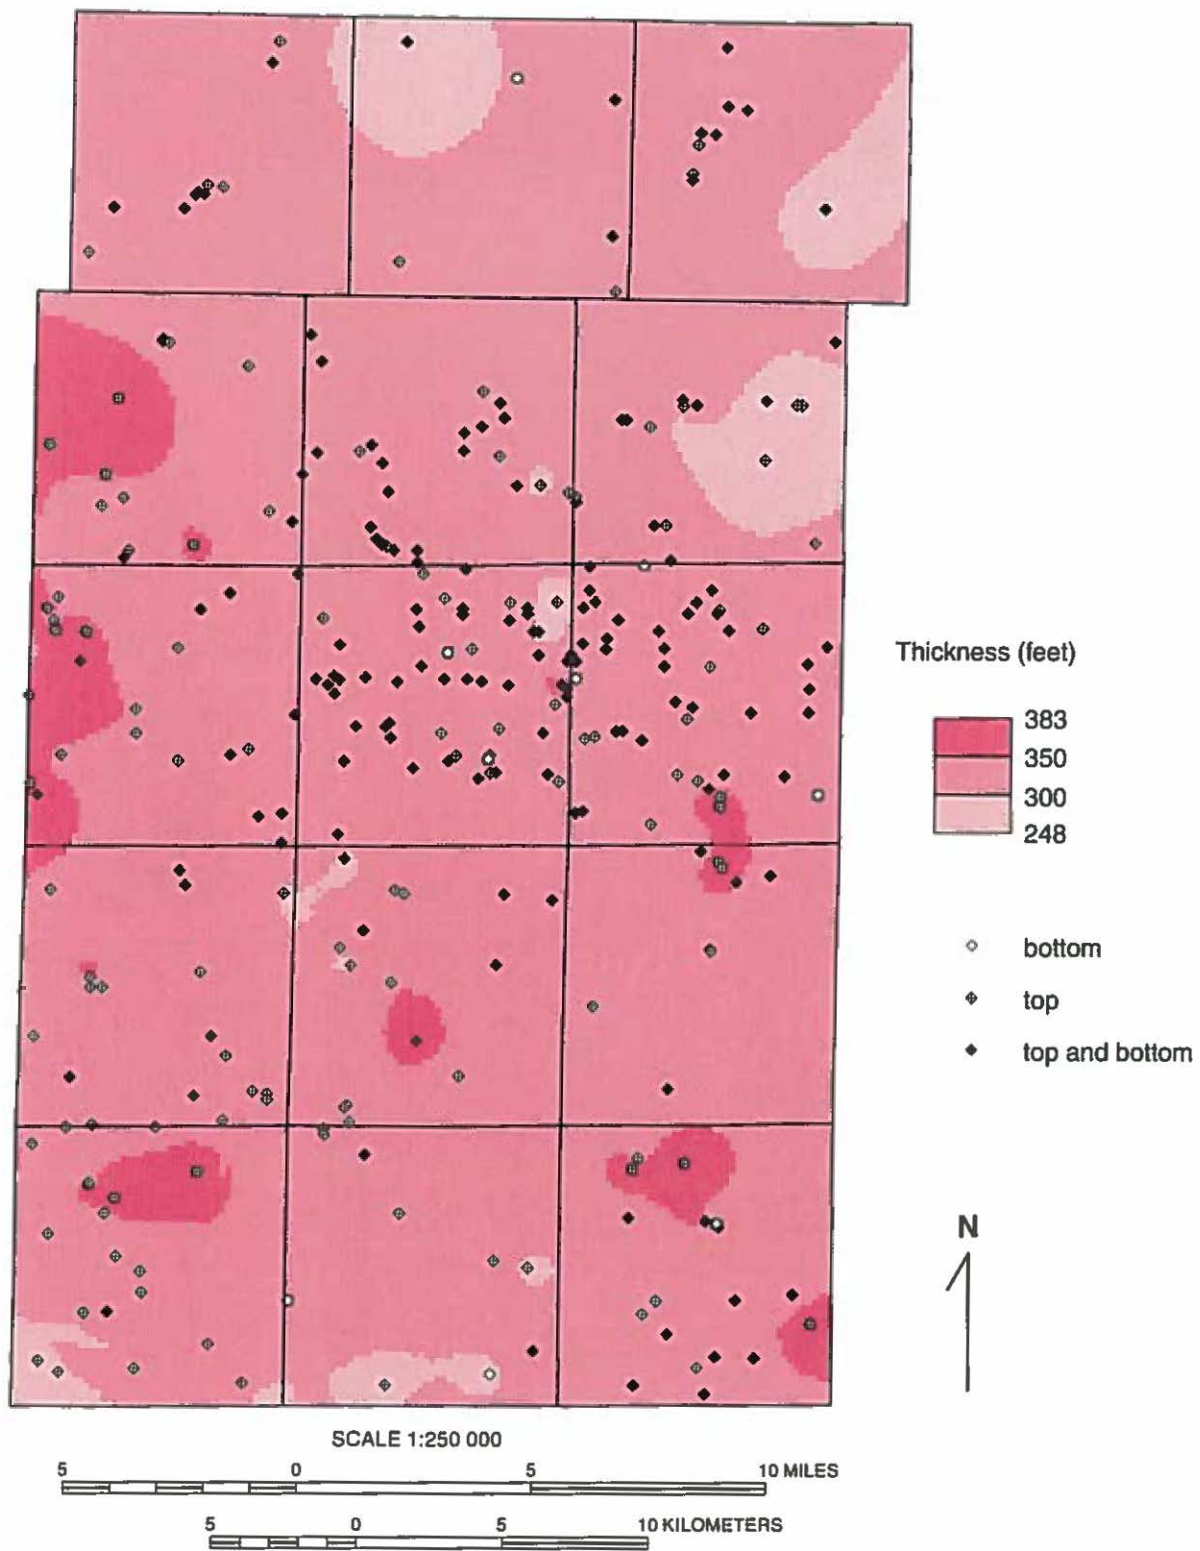 Thickness (feet)
383
350
300
248
bottom
top
top and bottom
N
SCALE 1:250 000
5 0 5 10 MILES
5 0 5 10 KILOMETERS